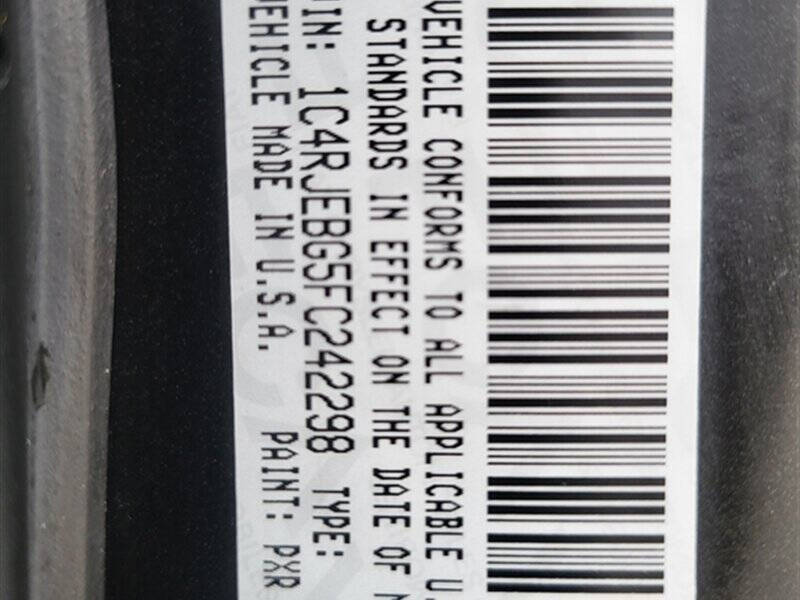 VEHICLE CONFORMS TO ALL APPLICABLE U.
STANDARDS IN EFFECT ON THE DATE OF
VIN: 1C4RJEBG5FC242298 TYPE:
VEHICLE MADE IN U.S.A. PAINT: PXR